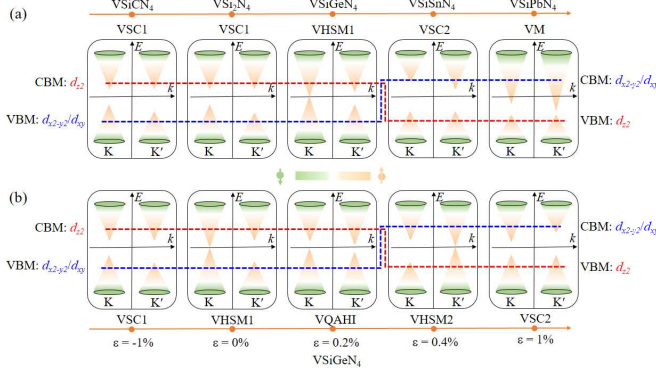 VSiCN4 VSi2N4 VSiGeN4 VSiSnN4 VSiPbN4
(a) VSC1 VSC1 VHSM1 VSC2 VM
E E E E E
CBM: dz2 CBM: dx2-y2/dxy
k k k k k
VBM: dx2-y2/dxy VBM: dz2
K K′ K K′ K K′ K K′ K K′
(b) E E E E E
CBM: dz2 CBM: dx2-y2/dxy
k k k k k
VBM: dx2-y2/dxy VBM: dz2
K K′ K K′ K K′ K K′ K K′
VSC1 VHSM1 VQAHI VHSM2 VSC2
ε = -1% ε = 0% ε = 0.2% ε = 0.4% ε = 1%
VSiGeN4